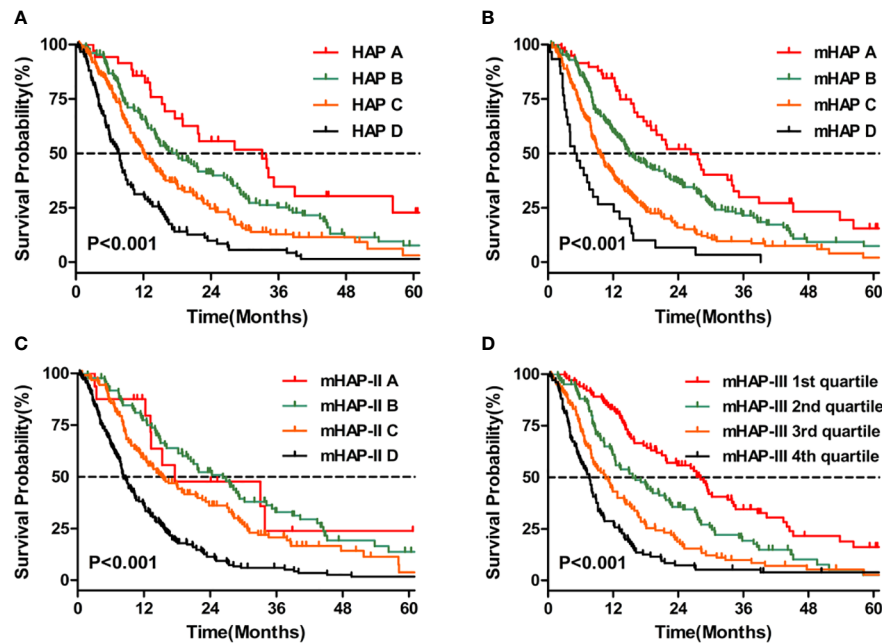 A
HAP A
HAP B
HAP C
HAP D
Survival Probability(%)
100
75
50
25
0
P<0.001
0 12 24 36 48 60
Time(Months)
B
mHAP A
mHAP B
mHAP C
mHAP D
Survival Probability(%)
100
75
50
25
0
P<0.001
0 12 24 36 48 60
Time(Months)
C
mHAP-II A
mHAP-II B
mHAP-II C
mHAP-II D
Survival Probability(%)
100
75
50
25
0
P<0.001
0 12 24 36 48 60
Time(Months)
D
mHAP-III 1st quartile
mHAP-III 2nd quartile
mHAP-III 3rd quartile
mHAP-III 4th quartile
Survival Probability(%)
100
75
50
25
0
P<0.001
0 12 24 36 48 60
Time(Months)